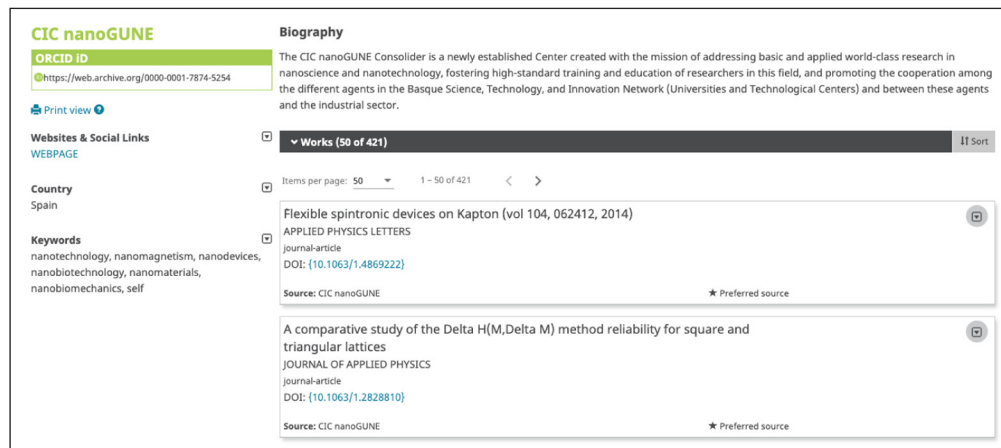 CIC nanoGUNE
ORCID iD
https://web.archive.org/0000-0001-7874-5254
Print view
Websites & Social Links
WEBPAGE
Country
Spain
Keywords
nanotechnology, nanomagnetism, nanodevices,
nanobiotechnology, nanomaterials,
nanobiomechanics, self
Biography
The CIC nanoGUNE Consolider is a newly established Center created with the mission of addressing basic and applied world-class research in
nanoscience and nanotechnology, fostering high-standard training and education of researchers in this field, and promoting the cooperation among
the different agents in the Basque Science, Technology, and Innovation Network (Universities and Technological Centers) and between these agents
and the industrial sector.
Works (50 of 421)
Sort
Items per page: 50 1 – 50 of 421
Flexible spintronic devices on Kapton (vol 104, 062412, 2014)
APPLIED PHYSICS LETTERS
journal-article
DOI: {10.1063/1.4869222}
Source: CIC nanoGUNE ★ Preferred source
A comparative study of the Delta H(M,Delta M) method reliability for square and
triangular lattices
JOURNAL OF APPLIED PHYSICS
journal-article
DOI: {10.1063/1.2828810}
Source: CIC nanoGUNE ★ Preferred source